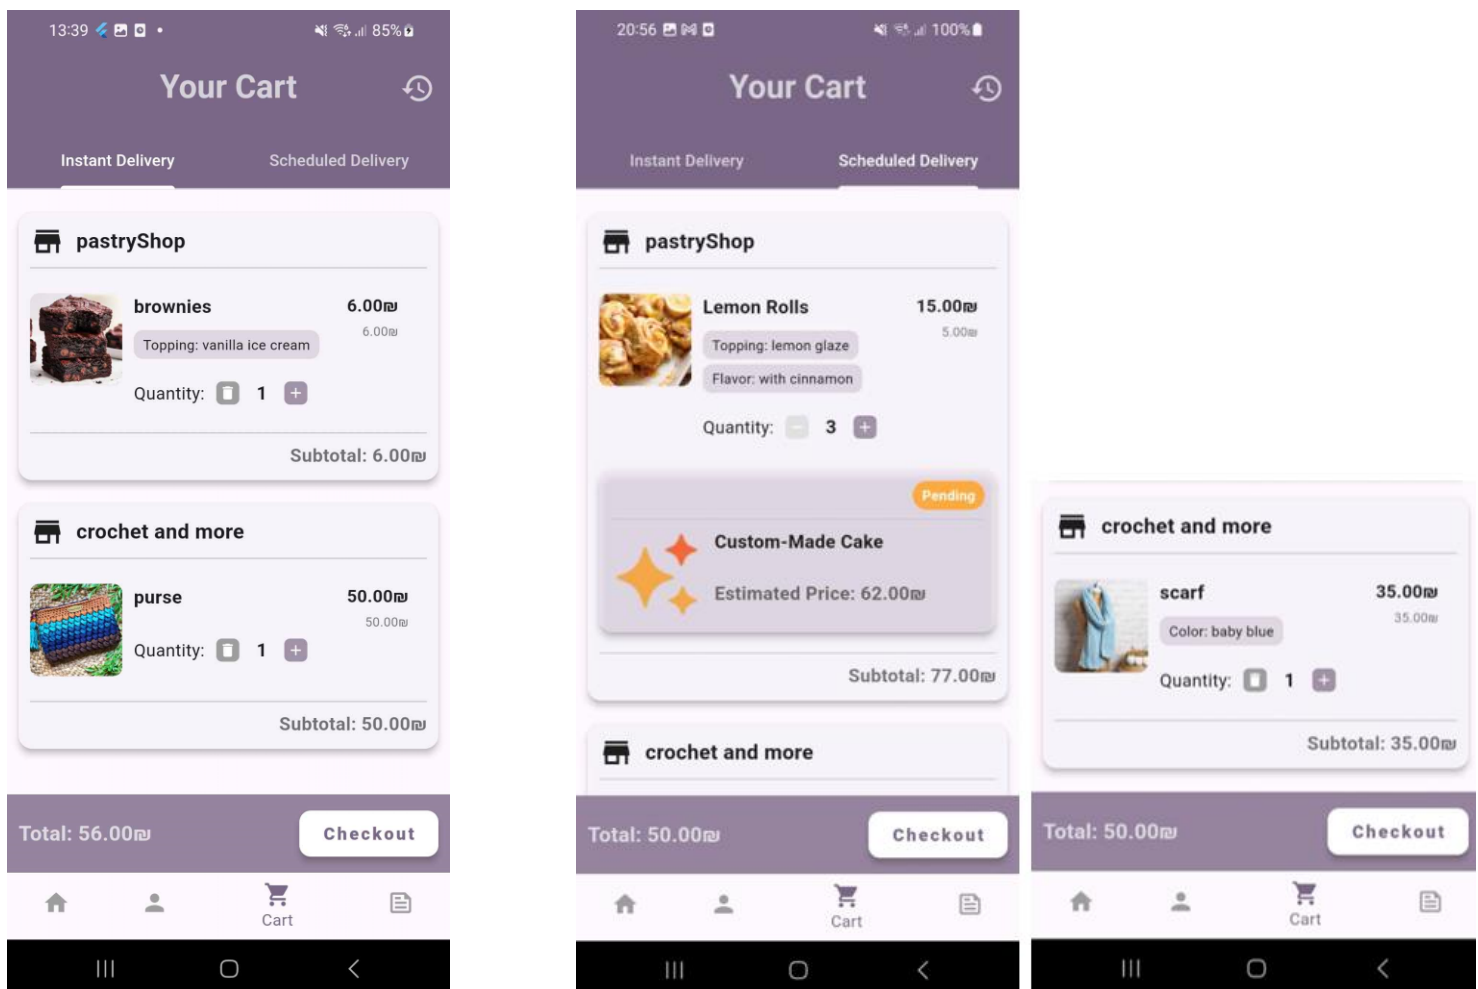 13:39
85%
Your Cart
Instant Delivery
Scheduled Delivery
pastryShop
brownies
6.00₪
6.00₪
Topping: vanilla ice cream
Quantity:
1
+
Subtotal: 6.00₪
crochet and more
purse
50.00₪
50.00₪
Quantity:
1
+
Subtotal: 50.00₪
Total: 56.00₪
Checkout
Cart
20:56
100%
Your Cart
Instant Delivery
Scheduled Delivery
pastryShop
Lemon Rolls
15.00₪
5.00₪
Topping: lemon glaze
Flavor: with cinnamon
Quantity:
-
3
+
Pending
Custom-Made Cake
Estimated Price: 62.00₪
Subtotal: 77.00₪
crochet and more
Total: 50.00₪
Checkout
Cart
crochet and more
scarf
35.00₪
35.00₪
Color: baby blue
Quantity:
1
+
Subtotal: 35.00₪
Total: 50.00₪
Checkout
Cart